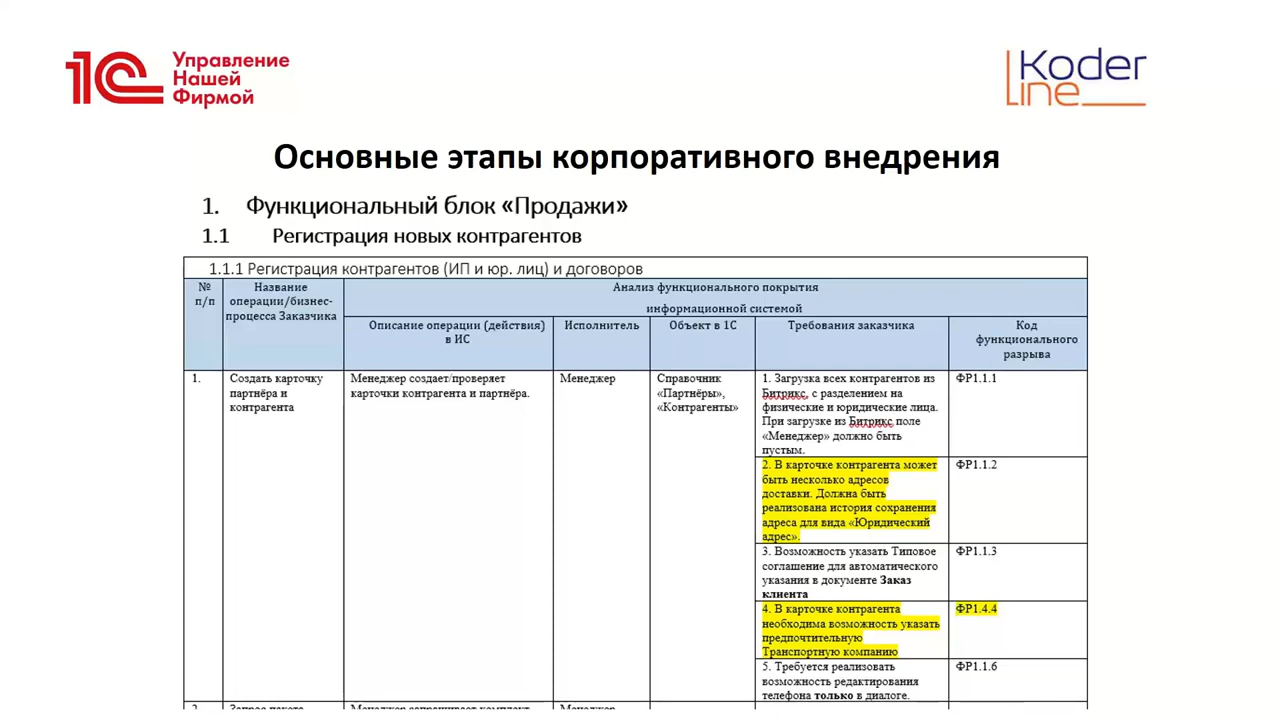 1С
Управление
Нашей
Фирмой
Koder
Line
Основные этапы корпоративного внедрения
1. Функциональный блок «Продажи»
1.1 Регистрация новых контрагентов
1.1.1 Регистрация контрагентов (ИП и юр. лиц) и договоров
№
п/п
Название
операции/бизнес-
процесса Заказчика
Анализ функционального покрытия
информационной системой
Описание операции (действия)
в ИС
Исполнитель
Объект в 1С
Требования заказчика
Код
функционального
разрыва
1.
Создать карточку
партнёра и
контрагента
Менеджер создает/проверяет
карточки контрагента и партнёра.
Менеджер
Справочник
«Партнёры»,
«Контрагенты»
1. Загрузка всех контрагентов из
Битрикс, с разделением на
физические и юридические лица.
При загрузке из Битрикс поле
«Менеджер» должно быть
пустым.
ФР1.1.1
2. В карточке контрагента может
быть несколько адресов
доставки. Должна быть
реализована история сохранения
адреса для вида «Юридический
адрес».
ФР1.1.2
3. Возможность указать Типовое
соглашение для автоматического
указания в документе Заказ
клиента
ФР1.1.3
4. В карточке контрагента
необходима возможность указать
предпочтительную
Транспортную компанию
ФР1.4.4
5. Требуется реализовать
возможность редактирования
телефона только в диалоге.
ФР1.1.6
2.
Запрос пакета
Менеджер запрашивает комплект
Менеджер